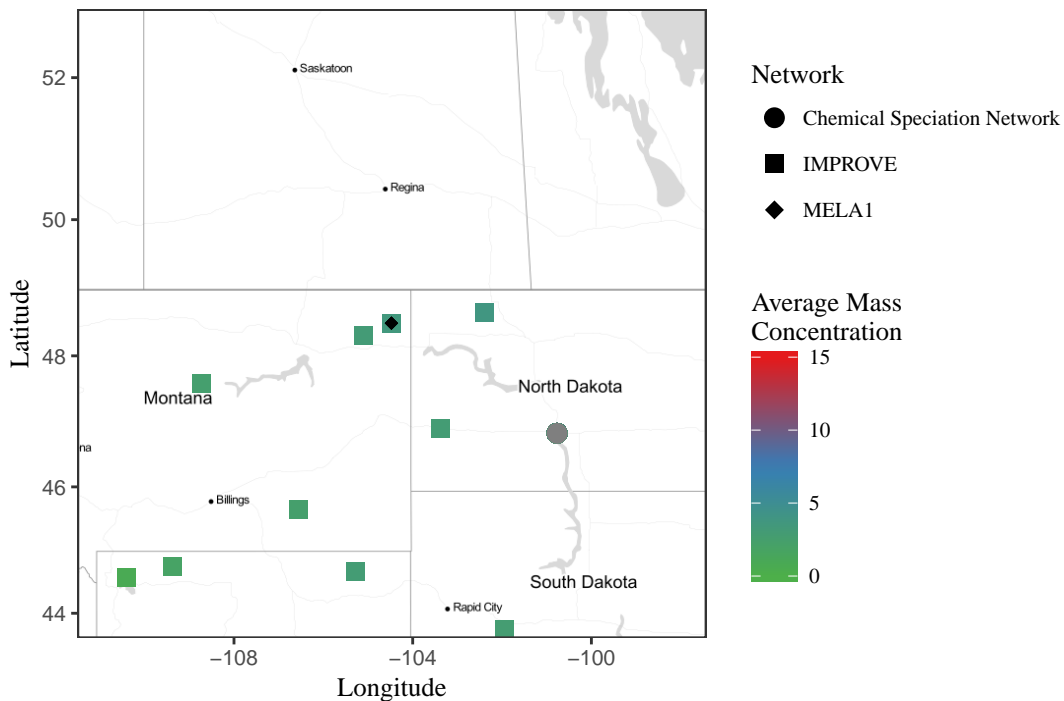 52
50
48
46
44
Latitude
−108
−104
−100
Longitude
Saskatoon
Regina
Montana
North Dakota
na
Billings
South Dakota
Rapid City
Network
Chemical Speciation Network
IMPROVE
MELA1
Average Mass
Concentration
15
10
5
0